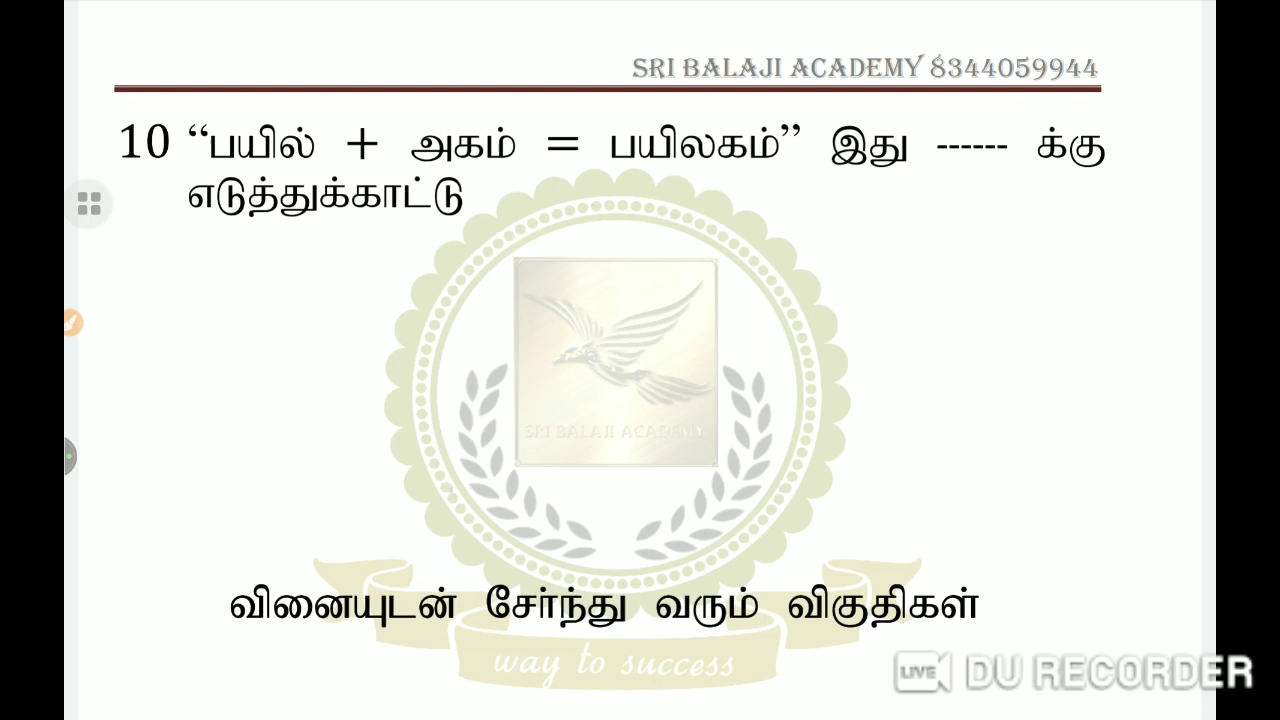 SRI BALAJI ACADEMY 8344059944
10 “பயில் + அகம் = பயிலகம்” இது ------ க்கு
எடுத்துக்காட்டு
SRI BALAJI ACADEMY
வினையுடன் சேர்ந்து வரும் விகுதிகள்
way to success
LIVE DU RECORDER